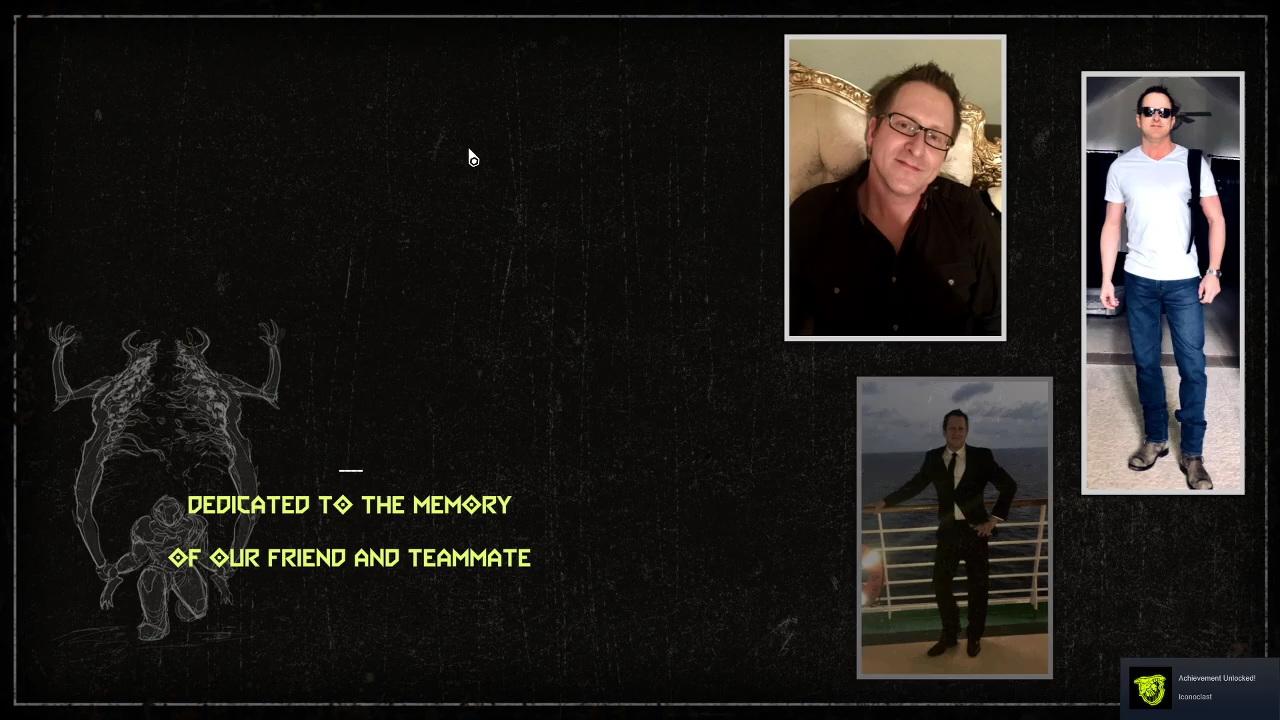 DEDICATED TO THE MEMORY
OF OUR FRIEND AND TEAMMATE
Achievement Unlocked!
Iconoclast